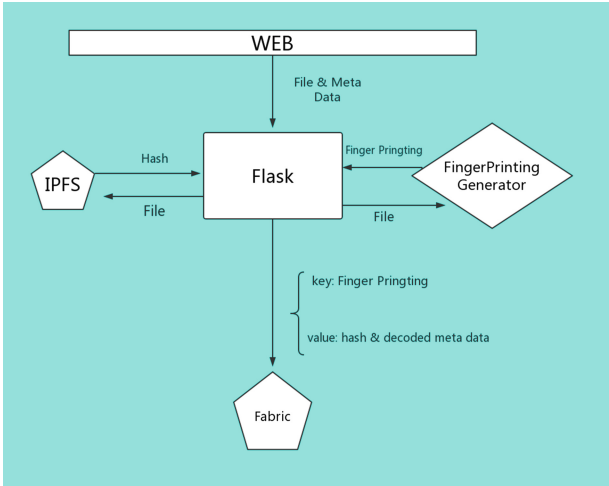 WEB
File & Meta
Data
Hash
Finger Pringting
IPFS
Flask
FingerPrinting
Generator
File
File
key: Finger Pringting
value: hash & decoded meta data
Fabric